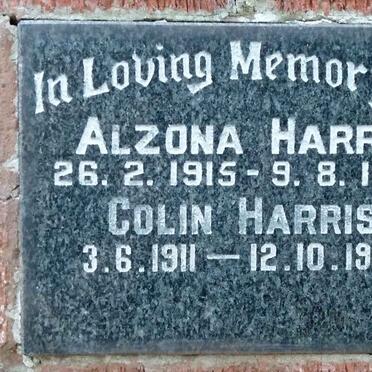 In Loving Memor
ALZONA HARR
26. 2. 1915 - 9. 8. 1
COLIN HARRIS
3.6.1911 — 12.10.19